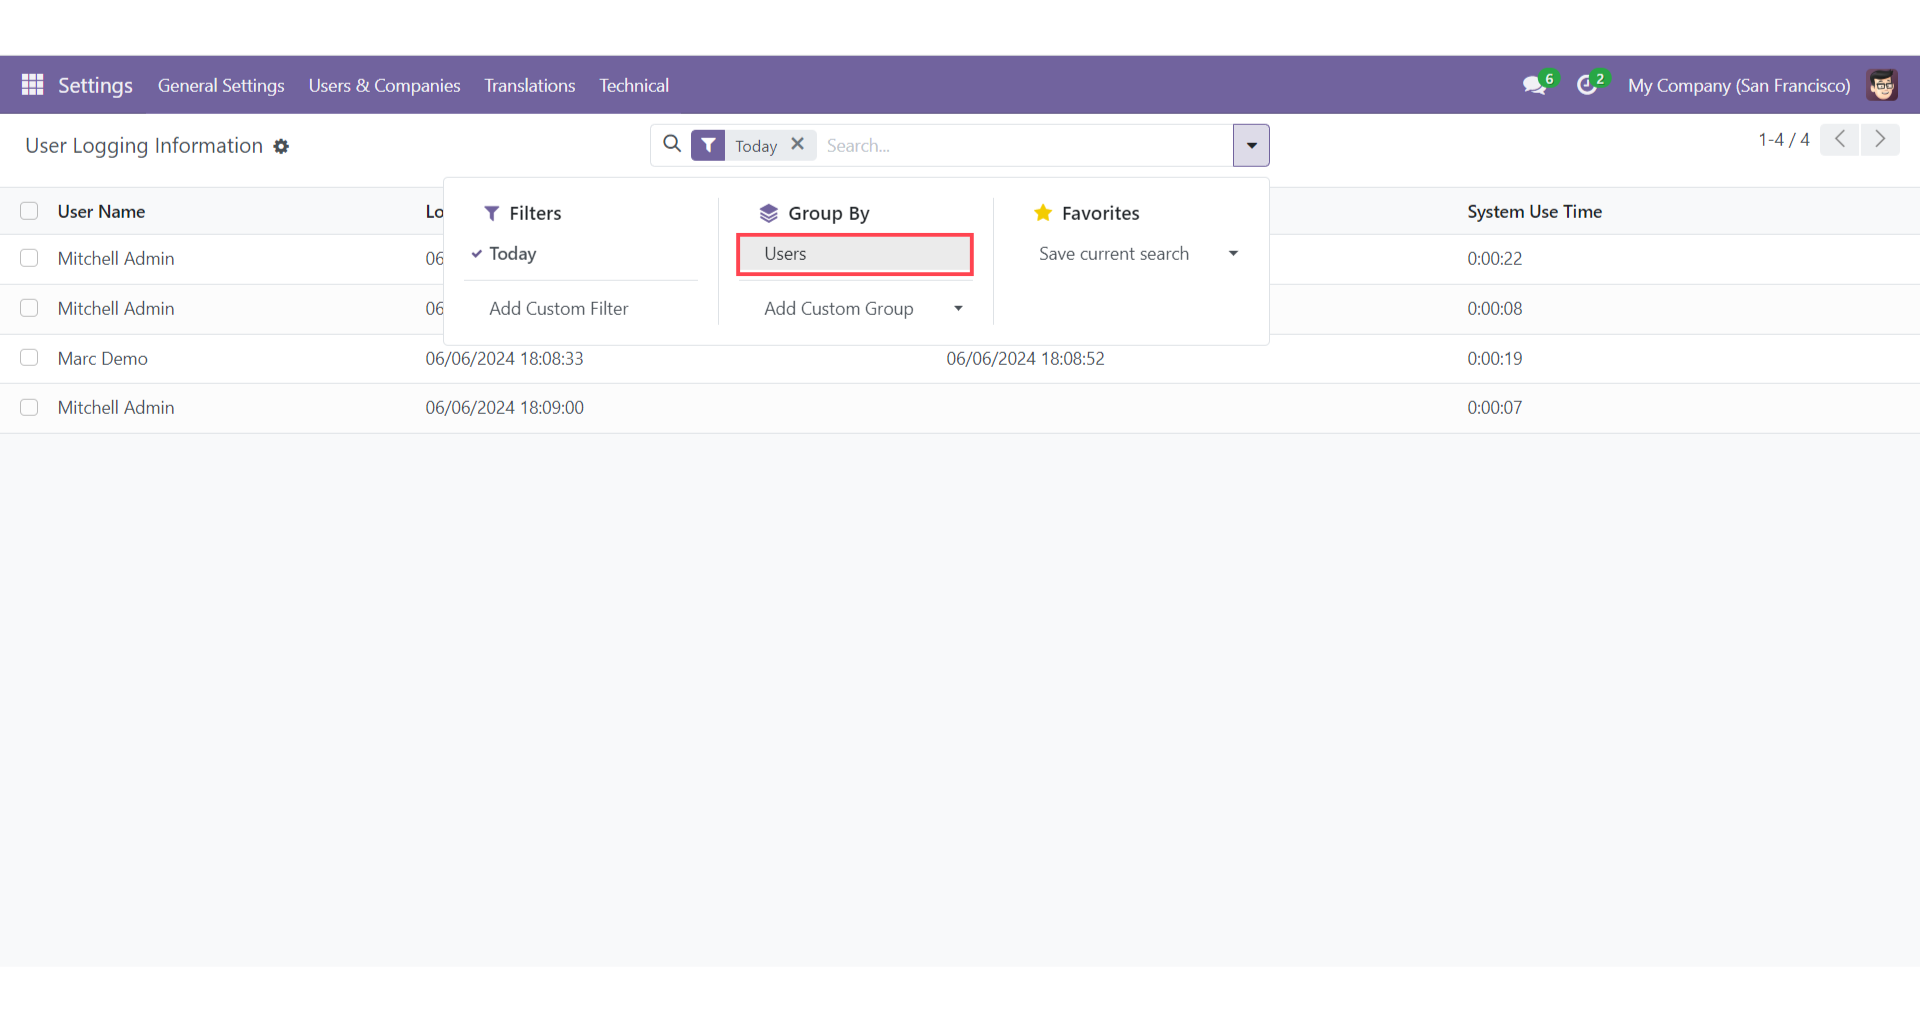 Settings General Settings Users & Companies Translations Technical 6 2 My Company (San Francisco)
User Logging Information Today Search... 1-4 / 4
User Name Lo System Use Time
Filters Group By Favorites
Today Users Save current search
Add Custom Filter Add Custom Group
Mitchell Admin 06 0:00:22
Mitchell Admin 06 0:00:08
Marc Demo 06/06/2024 18:08:33 06/06/2024 18:08:52 0:00:19
Mitchell Admin 06/06/2024 18:09:00 0:00:07